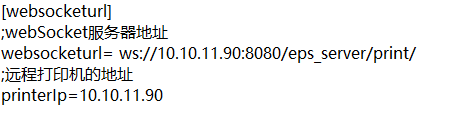 [websocketurl]
;webSocket服务器地址
websocketurl= ws://10.10.11.90:8080/eps_server/print/
;远程打印机的地址
printerIp=10.10.11.90